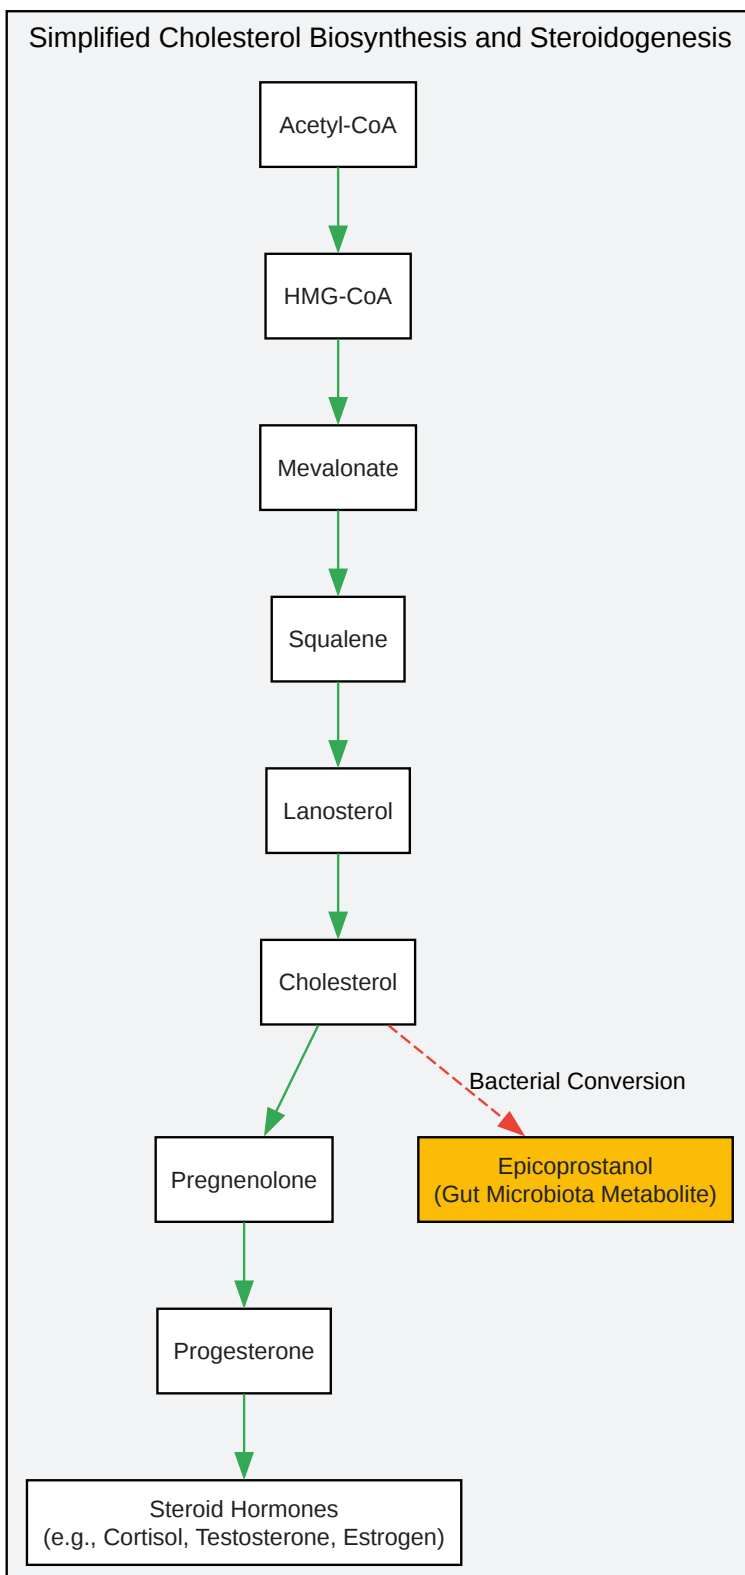 Simplified Cholesterol Biosynthesis and Steroidogenesis
Acetyl-CoA
HMG-CoA
Mevalonate
Squalene
Lanosterol
Cholesterol
Bacterial Conversion
Pregnenolone
Epicoprostanol
(Gut Microbiota Metabolite)
Progesterone
Steroid Hormones
(e.g., Cortisol, Testosterone, Estrogen)